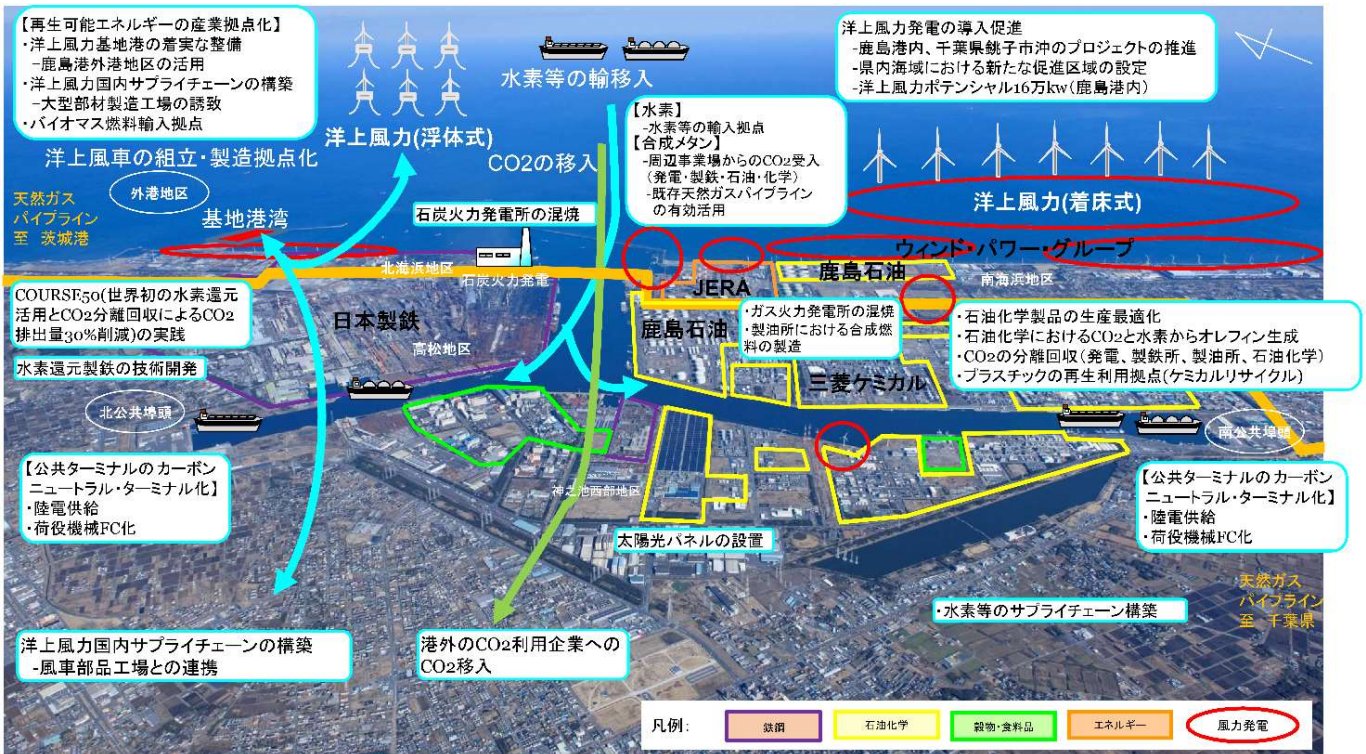 【再生可能エネルギーの産業拠点化】
・洋上風力基地港の着実な整備
－鹿島港外港地区の活用
・洋上風力国内サプライチェーンの構築
－大型部材製造工場の誘致
・バイオマス燃料輸入拠点
洋上風車の組立・製造拠点化
外港地区
天然ガス
パイプライン
至 茨城港
基地港湾
洋上風力(浮体式)
水素等の輸移入
CO2の移入
【水素】
-水素等の輸入拠点
【合成メタン】
-周辺事業場からのCO2受入
(発電・製鉄・石油・化学)
-既存天然ガスパイプライン
の有効活用
洋上風力発電の導入促進
-鹿島港内、千葉県銚子市沖のプロジェクトの推進
-県内海域における新たな促進区域の設定
-洋上風力ポテンシャル16万kw(鹿島港内)
洋上風力(着床式)
ウィンド・パワー・グループ
石炭火力発電所の混焼
北海浜地区
石炭火力発電
JERA
鹿島石油
南海浜地区
COURSE50(世界初の水素還元
活用とCO2分離回収によるCO2
排出量30%削減)の実践
水素還元製鉄の技術開発
日本製鉄
高松地区
鹿島石油
・ガス火力発電所の混焼
・製油所における合成燃
料の製造
三菱ケミカル
・石油化学製品の生産最適化
・石油化学におけるCO2と水素からオレフィン生成
・CO2の分離回収(発電、製鉄所、製油所、石油化学)
・プラスチックの再生利用拠点(ケミカルリサイクル)
北公共埠頭
南公共埠頭
【公共ターミナルのカーボン
ニュートラル・ターミナル化】
・陸電供給
・荷役機械FC化
神之池西部地区
太陽光パネルの設置
【公共ターミナルのカーボン
ニュートラル・ターミナル化】
・陸電供給
・荷役機械FC化
天然ガス
パイプライン
至 千葉県
・水素等のサプライチェーン構築
洋上風力国内サプライチェーンの構築
-風車部品工場との連携
港外のCO2利用企業への
CO2移入
凡例: 鉄鋼 石油化学 穀物・食料品 エネルギー 風力発電